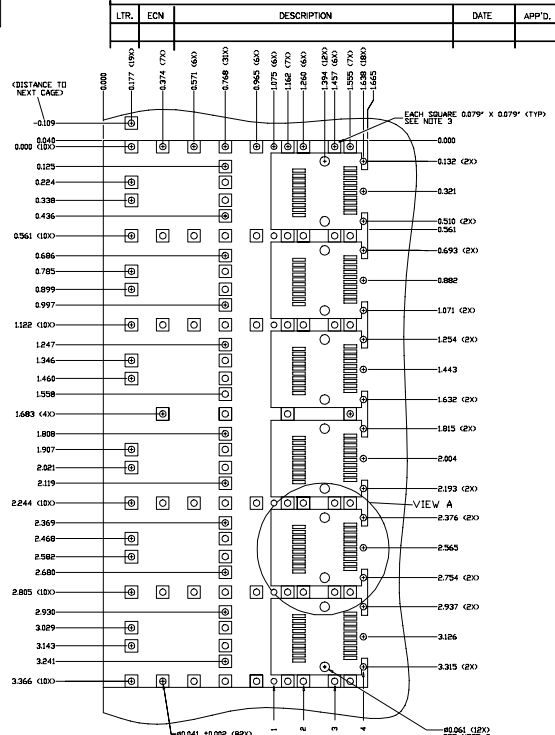 LTR. ECN DESCRIPTION DATE APP'D.
0.000
0.177 (19X)
0.374 (7X)
0.571 (6X)
0.768 (31X)
0.965 (6X)
1.075 (6X)
1.162 (7X)
1.260 (6X)
1.394 (12X)
1.457 (6X)
1.555 (7X)
1.638 (18X)
1.665
(DISTANCE TO
NEXT CAGE)
EACH SQUARE 0.079" X 0.079" (TYP)
SEE NOTE 3
-0.109
0.040
0.000 (10X)
0.125
0.224
0.338
0.436
0.561 (10X)
0.686
0.785
0.899
0.997
1.122 (10X)
1.247
1.346
1.460
1.558
1.683 (4X)
1.808
1.907
2.021
2.119
2.244 (10X)
2.369
2.468
2.582
2.680
2.805 (10X)
2.930
3.029
3.143
3.241
3.366 (10X)
0.000
0.132 (2X)
0.321
0.510 (2X)
0.561
0.693 (2X)
0.882
1.071 (2X)
1.254 (2X)
1.443
1.632 (2X)
1.815 (2X)
2.004
2.193 (2X)
VIEW A
2.376 (2X)
2.565
2.754 (2X)
2.937 (2X)
3.126
3.315 (2X)
1
2
3
4
ø0.041 ±0.002 (82X)
ø0.061 (12X)